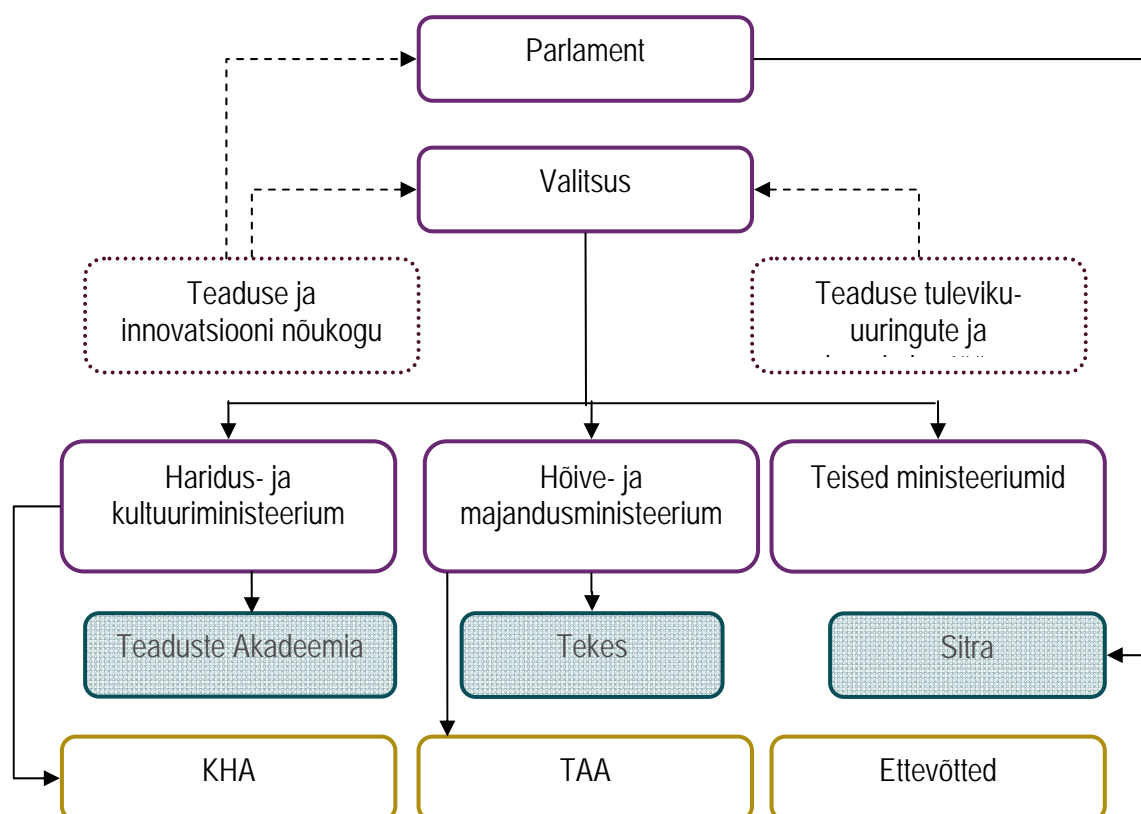 Parlament
Valitsus
Teaduse ja
innovatsiooni nõukogu
Teaduse tuleviku-
uuringute ja
Haridus- ja
kultuuriministeerium
Hõive- ja
majandusministeerium
Teised ministeeriumid
Teaduste Akadeemia
Tekes
Sitra
KHA
TAA
Ettevõtted